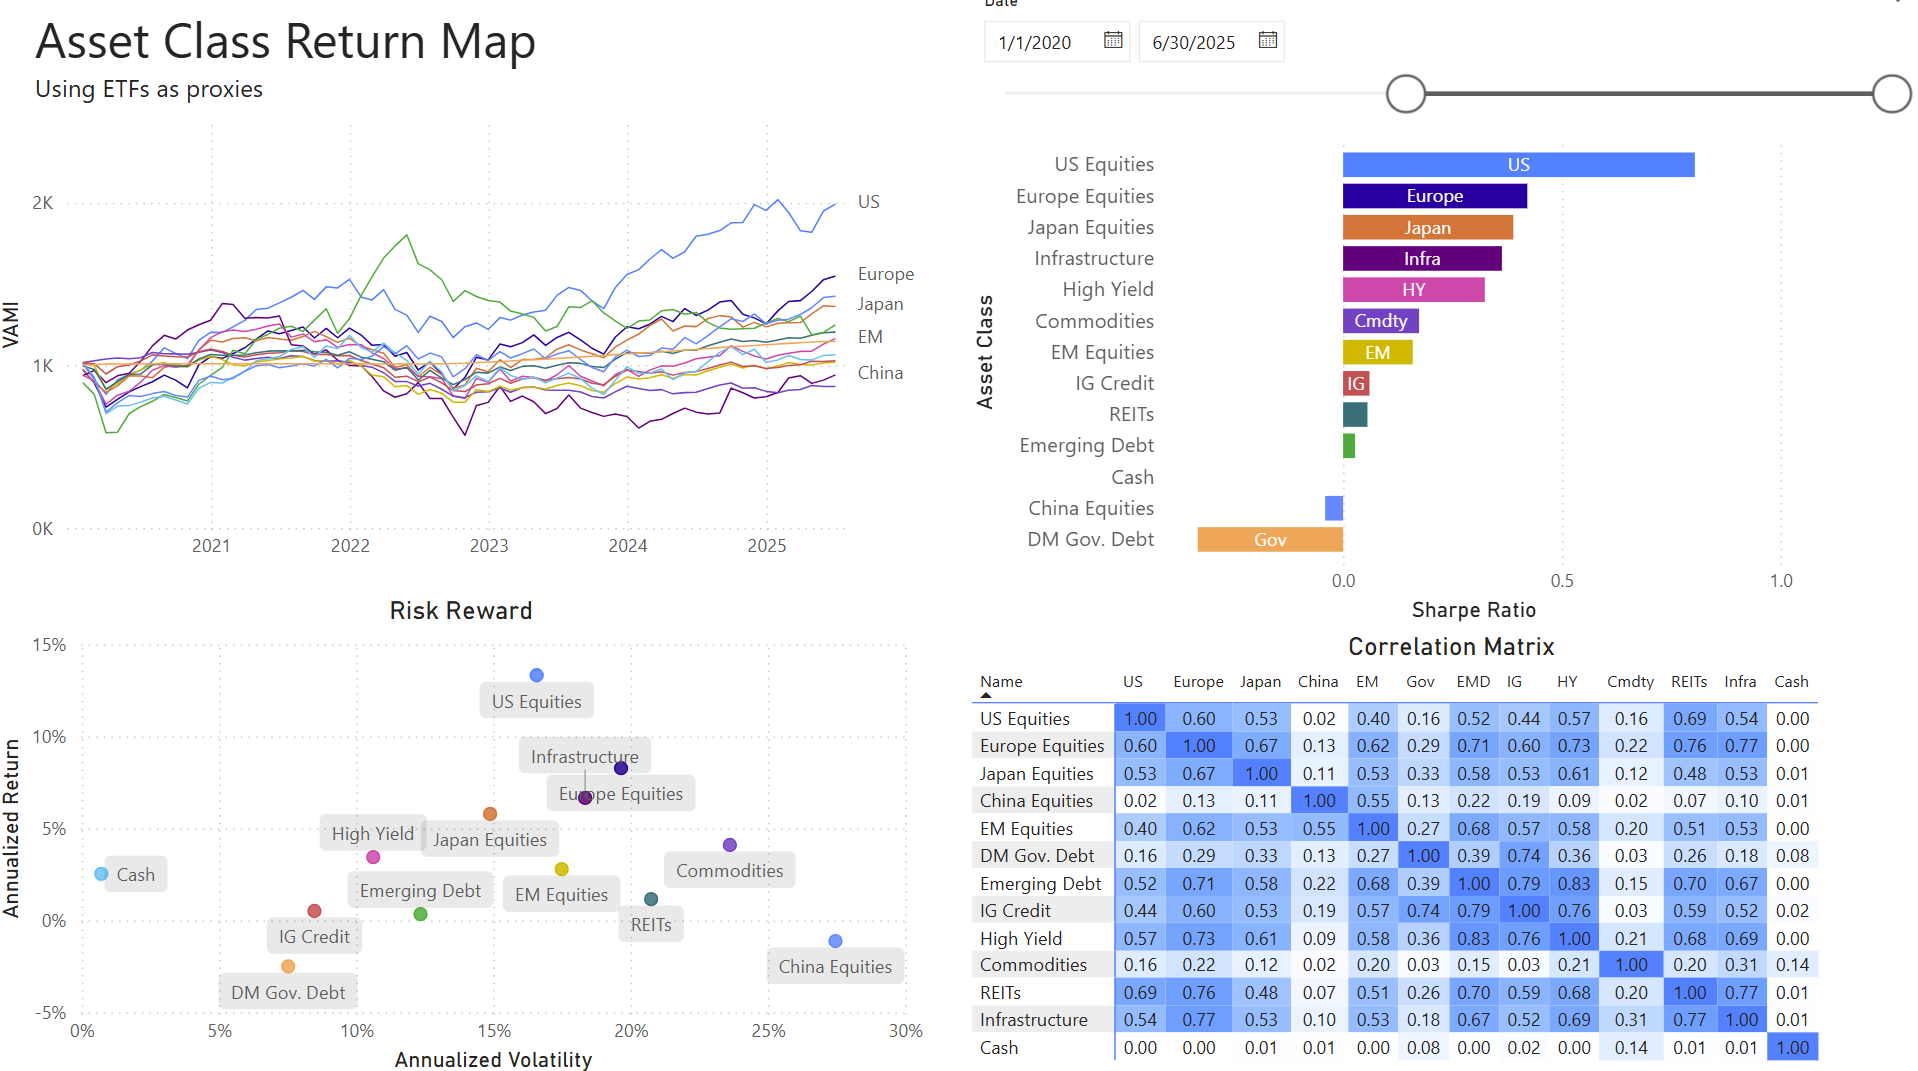 Asset Class Return Map
Using ETFs as proxies
Date
1/1/2020 6/30/2025
VAMI
2K
1K
0K
2021 2022 2023 2024 2025
US
Europe
Japan
EM
China
Asset Class
US Equities US
Europe Equities Europe
Japan Equities Japan
Infrastructure Infra
High Yield HY
Commodities Cmdty
EM Equities EM
IG Credit IG
REITs
Emerging Debt
Cash
China Equities
DM Gov. Debt Gov
0.0 0.5 1.0
Sharpe Ratio
Risk Reward
Annualized Return
15%
10%
5%
0%
-5%
US Equities
Infrastructure
Europe Equities
High Yield
Japan Equities
Commodities
Cash
Emerging Debt
EM Equities
REITs
IG Credit
China Equities
DM Gov. Debt
0% 5% 10% 15% 20% 25% 30%
Annualized Volatility
Correlation Matrix
Name US Europe Japan China EM Gov EMD IG HY Cmdty REITs Infra Cash
US Equities 1.00 0.60 0.53 0.02 0.40 0.16 0.52 0.44 0.57 0.16 0.69 0.54 0.00
Europe Equities 0.60 1.00 0.67 0.13 0.62 0.29 0.71 0.60 0.73 0.22 0.76 0.77 0.00
Japan Equities 0.53 0.67 1.00 0.11 0.53 0.33 0.58 0.53 0.61 0.12 0.48 0.53 0.01
China Equities 0.02 0.13 0.11 1.00 0.55 0.13 0.22 0.19 0.09 0.02 0.07 0.10 0.01
EM Equities 0.40 0.62 0.53 0.55 1.00 0.27 0.68 0.57 0.58 0.20 0.51 0.53 0.00
DM Gov. Debt 0.16 0.29 0.33 0.13 0.27 1.00 0.39 0.74 0.36 0.03 0.26 0.18 0.08
Emerging Debt 0.52 0.71 0.58 0.22 0.68 0.39 1.00 0.79 0.83 0.15 0.70 0.67 0.00
IG Credit 0.44 0.60 0.53 0.19 0.57 0.74 0.79 1.00 0.76 0.03 0.59 0.52 0.02
High Yield 0.57 0.73 0.61 0.09 0.58 0.36 0.83 0.76 1.00 0.21 0.68 0.69 0.00
Commodities 0.16 0.22 0.12 0.02 0.20 0.03 0.15 0.03 0.21 1.00 0.20 0.31 0.14
REITs 0.69 0.76 0.48 0.07 0.51 0.26 0.70 0.59 0.68 0.20 1.00 0.77 0.01
Infrastructure 0.54 0.77 0.53 0.10 0.53 0.18 0.67 0.52 0.69 0.31 0.77 1.00 0.01
Cash 0.00 0.00 0.01 0.01 0.00 0.08 0.00 0.02 0.00 0.14 0.01 0.01 1.00